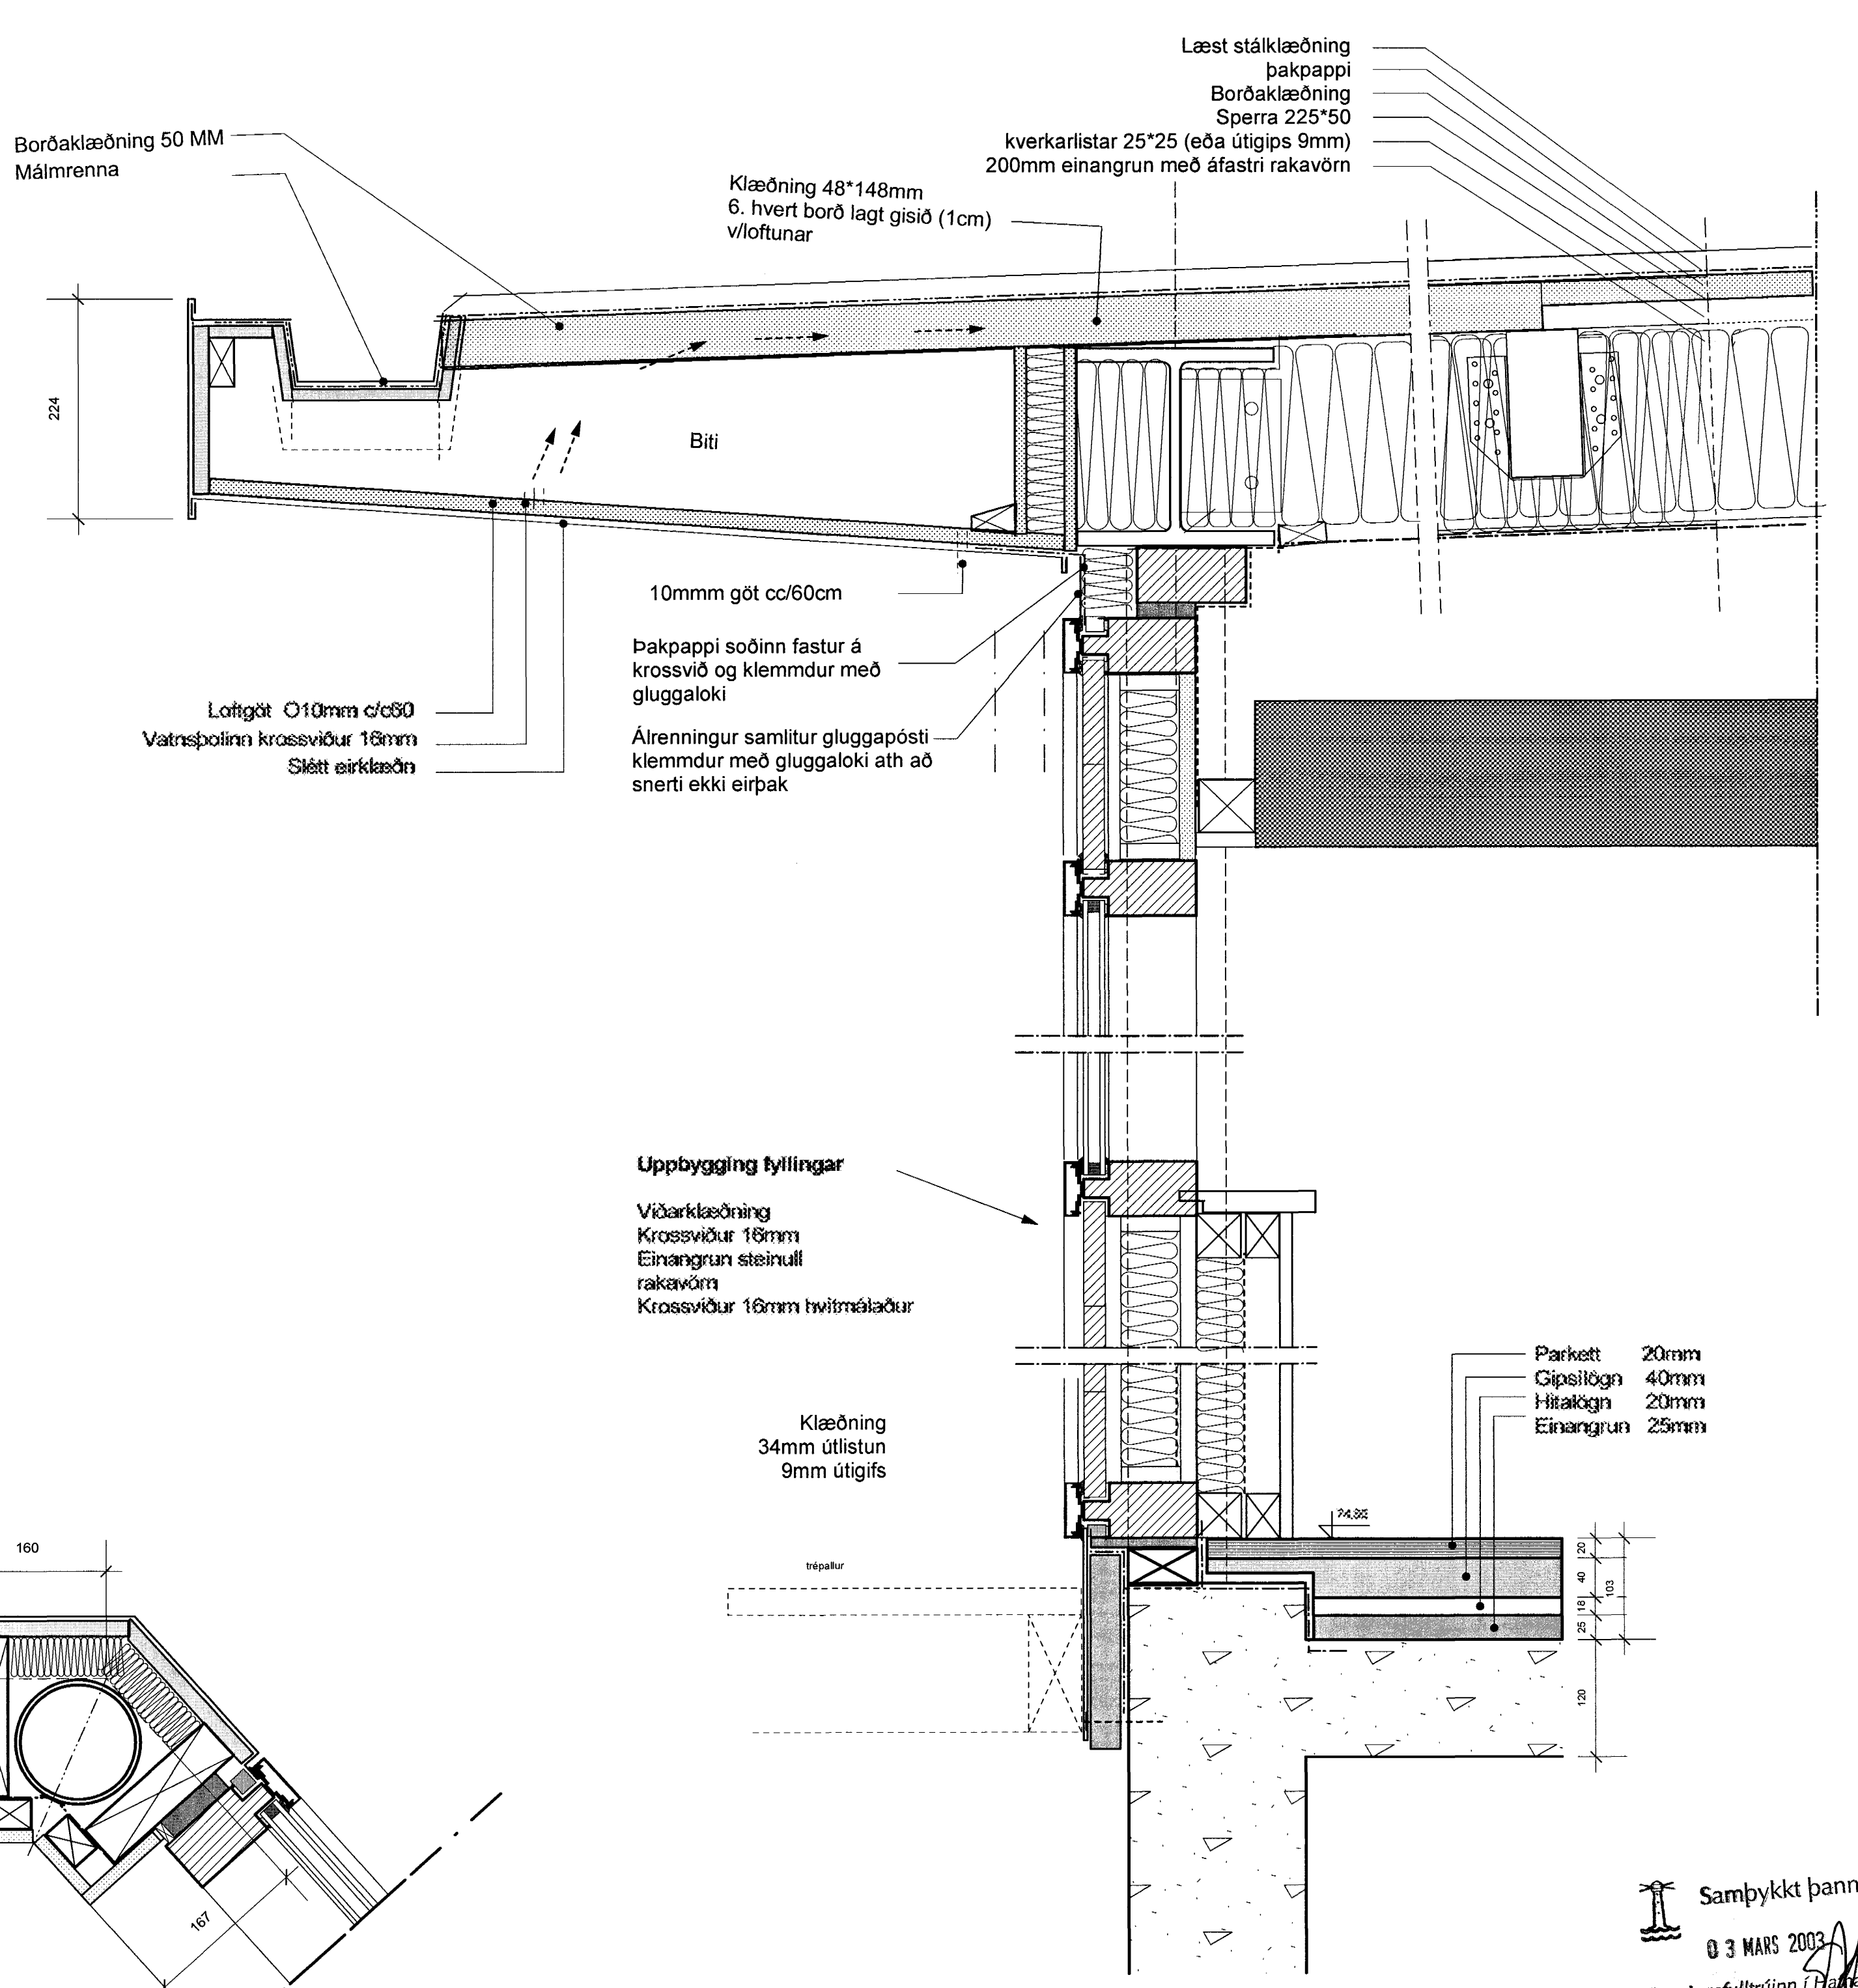 Læst stálklæðning
þakpappi
Borðaklæðning
Sperra 225*50
kverkarlistar 25*25 (eða útigips 9mm)
200mm einangrun með áfastri rakavörn
Borðaklæðning 50 MM
Málmrenna
Klæðning 48*148mm
6. hvert borð lagt gisið (1cm)
v/loftunar
224
Biti
10mmm göt cc/60cm
Þakpappi soðinn fastur á
krossvið og klemmdur með
gluggaloki
Álrenningur samlitur gluggapósti
klemmdur með gluggaloki ath að
snerti ekki eirþak
Loftgöt O10mm c/c60
Vatnsþolinn krossviður 16mm
Slétt eirklæðn
Uppbygging fyllingar
Viðarklæðning
Krossviður 16mm
Einangrun steinull
rakavörn
Krossviður 16mm hvítmálaður
Klæðning
34mm útlistun
9mm útigifs
Parkett 20mm
Gipsílögn 40mm
Hitalögn 20mm
Einangrun 25mm
20
40
18
25
103
120
trépallur
160
167
Samþykkt þann
0 3 MARS 2003